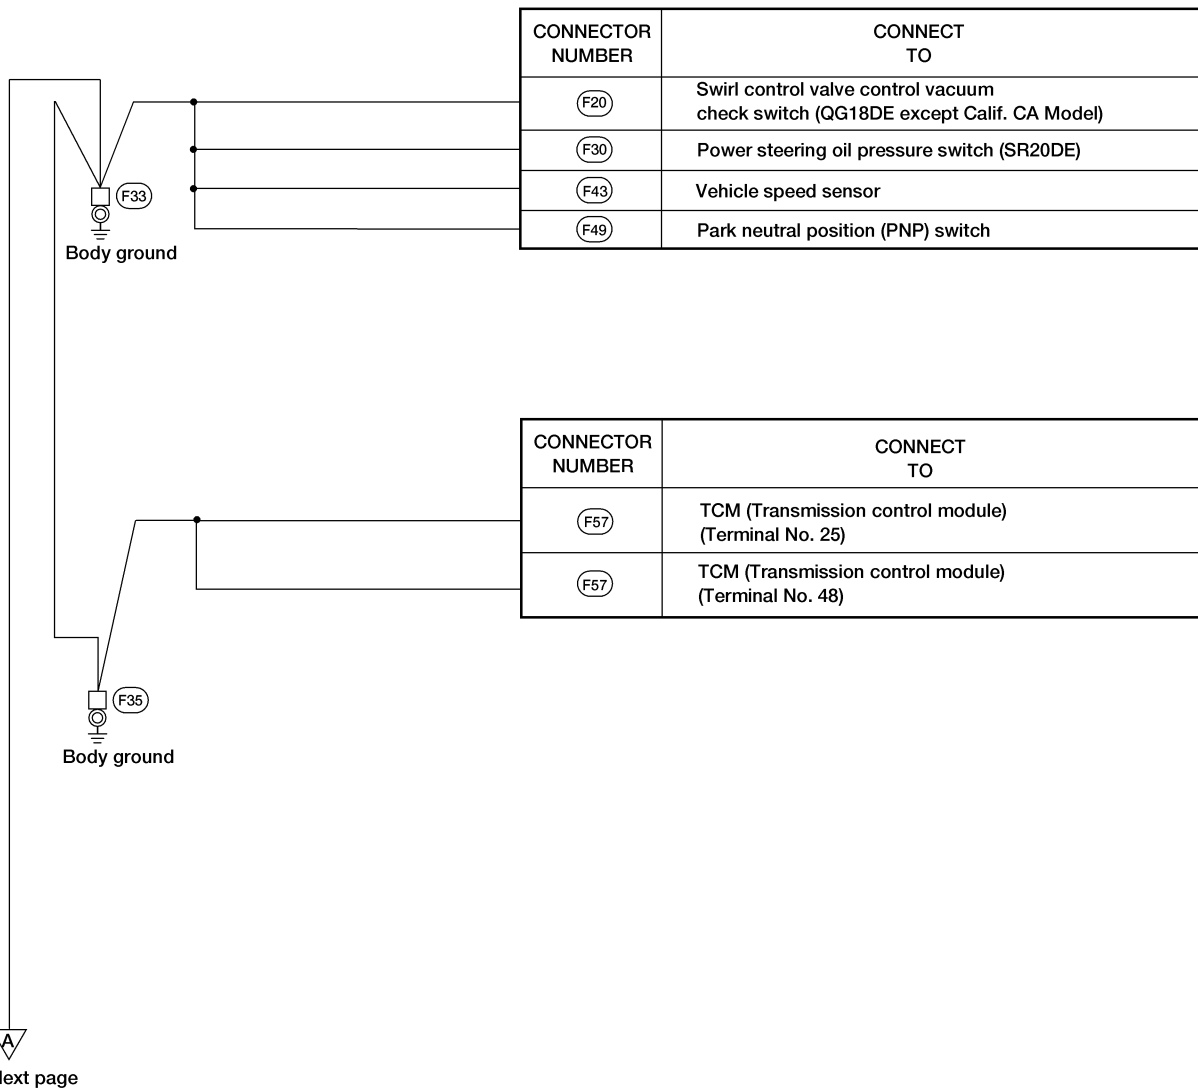 CONNECTOR
NUMBER
CONNECT
TO
F20
Swirl control valve control vacuum
check switch (QG18DE except Calif. CA Model)
F30
Power steering oil pressure switch (SR20DE)
F43
Vehicle speed sensor
F49
Park neutral position (PNP) switch
F33
Body ground
CONNECTOR
NUMBER
CONNECT
TO
F57
TCM (Transmission control module)
(Terminal No. 25)
F57
TCM (Transmission control module)
(Terminal No. 48)
F35
Body ground
A
page